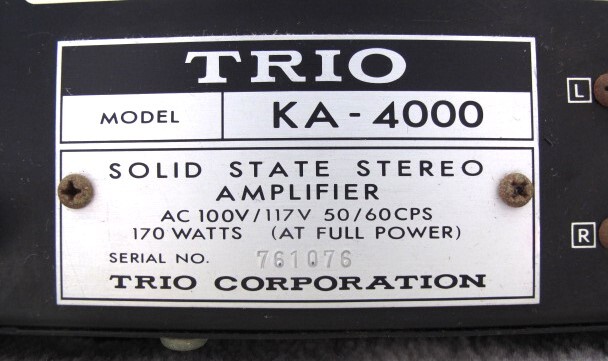 TRIO
MODEL KA-4000
SOLID STATE STEREO
AMPLIFIER
AC 100V/117V 50/60CPS
170 WATTS (AT FULL POWER)
SERIAL NO. 761076
TRIO CORPORATION
L
R